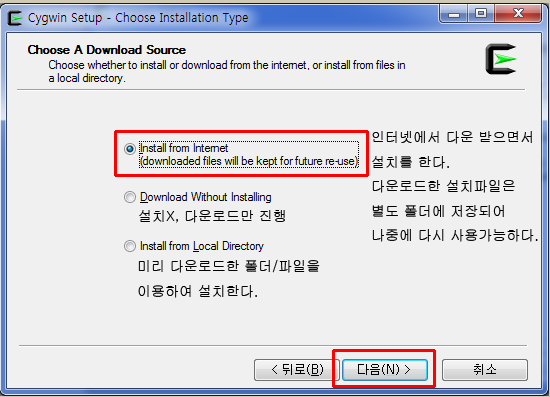 Cygwin Setup - Choose Installation Type
Choose A Download Source
Choose whether to install or download from the internet, or install from files in
a local directory.
Install from Internet
(downloaded files will be kept for future re-use)
인터넷에서 다운 받으면서
설치를 한다.
다운로드한 설치파일은
별도 폴더에 저장되어
나중에 다시 사용가능하다.
Download Without Installing
설치X, 다운로드만 진행
Install from Local Directory
미리 다운로드한 폴더/파일을
이용하여 설치한다.
< 뒤로(B)
다음(N) >
취소